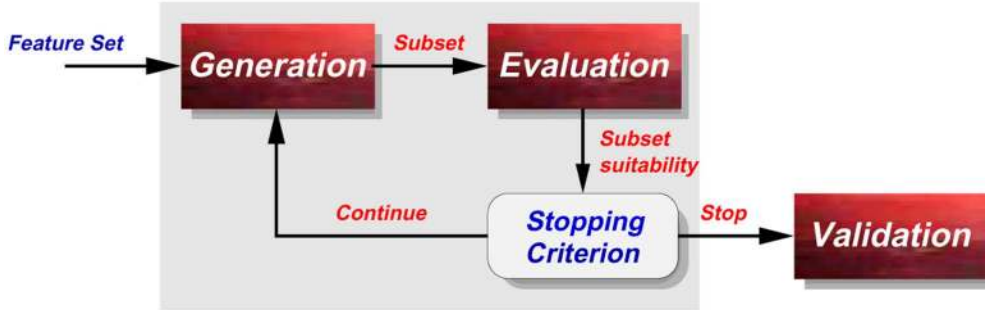 Feature Set
Generation
Subset
Evaluation
Subset
suitability
Continue
Stopping
Criterion
Stop
Validation